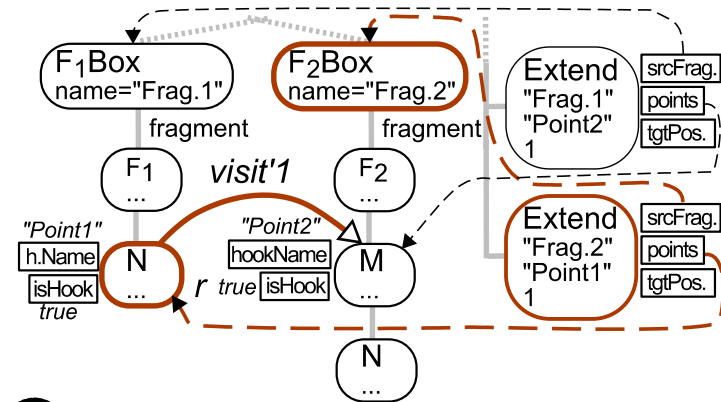 F1Box
name="Frag.1"
F2Box
name="Frag.2"
Extend
"Frag.1"
"Point2"
1
srcFrag.
points
tgtPos.
fragment
fragment
F1
...
visit'1
F2
...
"Point1"
h.Name
isHook
true
N
...
r
"Point2"
hookName
true
isHook
M
...
Extend
"Frag.2"
"Point1"
1
srcFrag.
points
tgtPos.
N
...